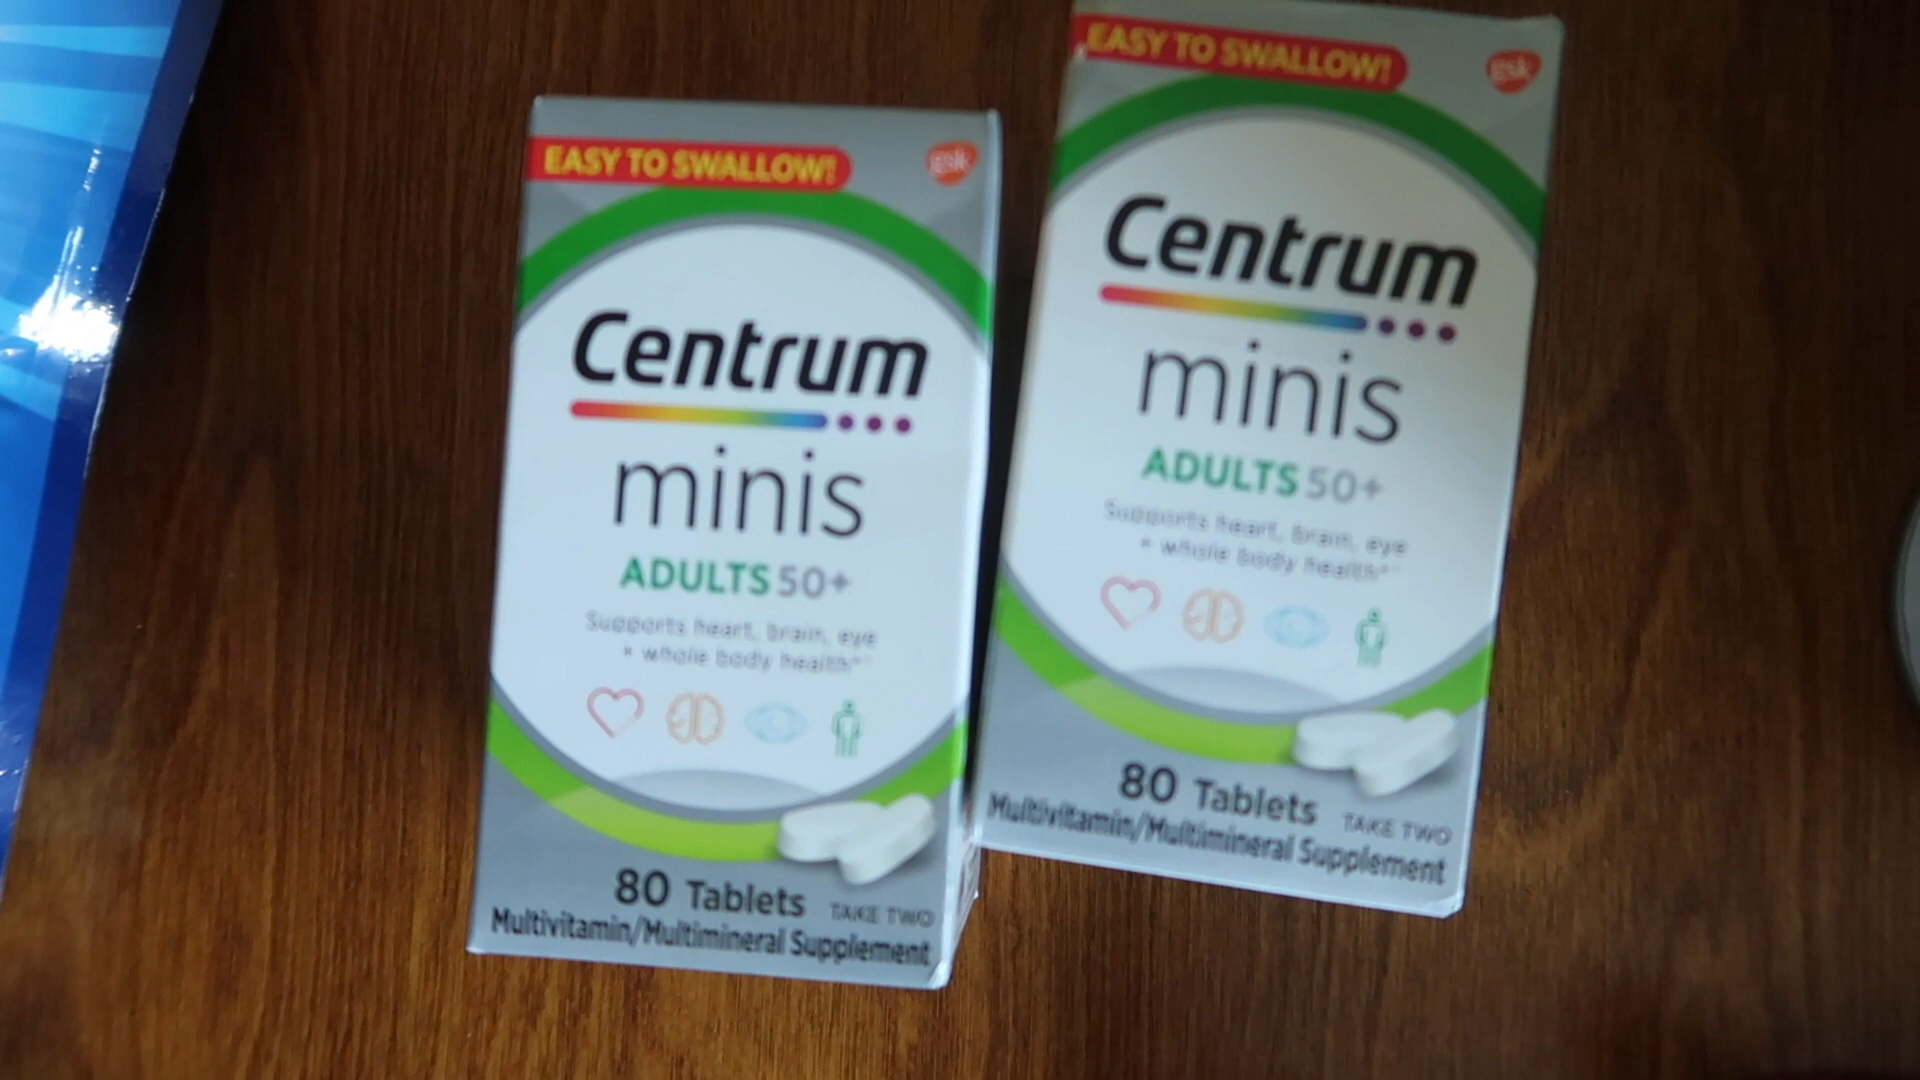 EASY TO SWALLOW!
gsk
Centrum
minis
ADULTS 50+
Supports heart, brain, eye
+ whole body health*
80 Tablets TAKE TWO
Multivitamin/Multimineral Supplement
EASY TO SWALLOW!
gsk
Centrum
minis
ADULTS 50+
Supports heart, brain, eye
+ whole body health*
80 Tablets TAKE TWO
Multivitamin/Multimineral Supplement